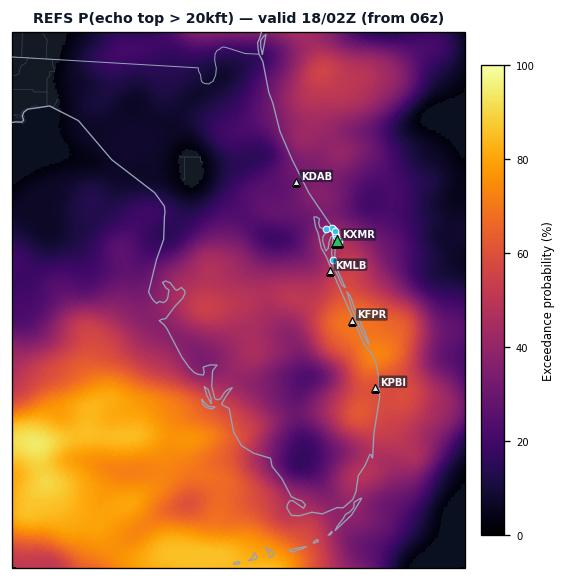 REFS P(echo top > 20kft) — valid 18/02Z (from 06z)
KDAB
KXMR
KMLB
KFPR
KPBI
100
80
60
40
20
0
Exceedance probability (%)